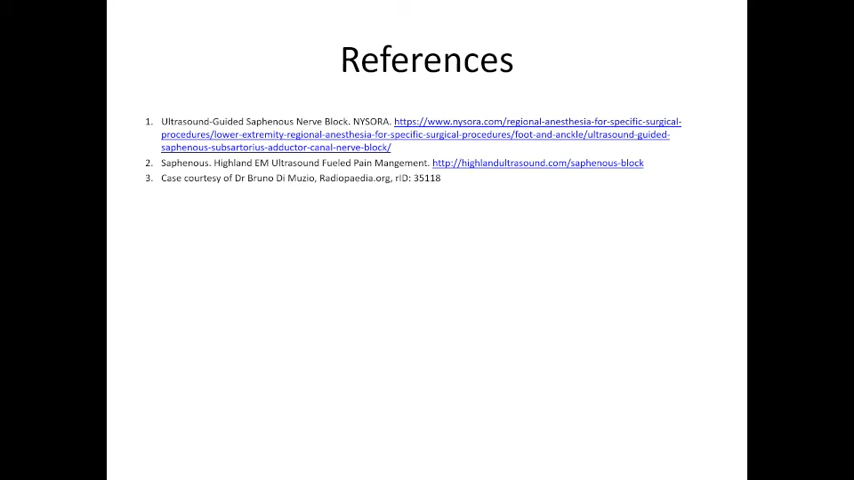 References
1. Ultrasound-Guided Saphenous Nerve Block. NYSORA. https://www.nysora.com/regional-anesthesia-for-specific-surgical-
procedures/lower-extremity-regional-anesthesia-for-specific-surgical-procedures/foot-and-anckle/ultrasound-guided-
saphenous-subsartorius-adductor-canal-nerve-block/
2. Saphenous. Highland EM Ultrasound Fueled Pain Mangement. http://highlandultrasound.com/saphenous-block
3. Case courtesy of Dr Bruno Di Muzio, Radiopaedia.org, rID: 35118